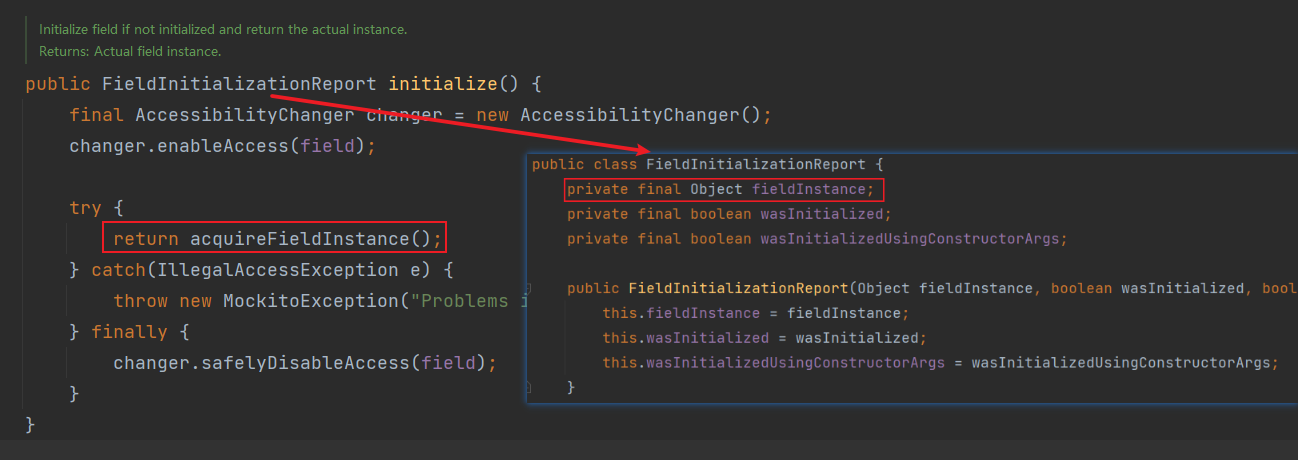 Initialize field if not initialized and return the actual instance.
Returns: Actual field instance.
public FieldInitializationReport initialize() {
final AccessibilityChanger changer = new AccessibilityChanger();
changer.enableAccess(field);
try {
return acquireFieldInstance();
} catch(IllegalAccessException e) {
throw new MockitoException("Problems i
} finally {
changer.safelyDisableAccess(field);
}
}
public class FieldInitializationReport {
private final Object fieldInstance;
private final boolean wasInitialized;
private final boolean wasInitializedUsingConstructorArgs;
public FieldInitializationReport(Object fieldInstance, boolean wasInitialized, bool
this.fieldInstance = fieldInstance;
this.wasInitialized = wasInitialized;
this.wasInitializedUsingConstructorArgs = wasInitializedUsingConstructorArgs;
}